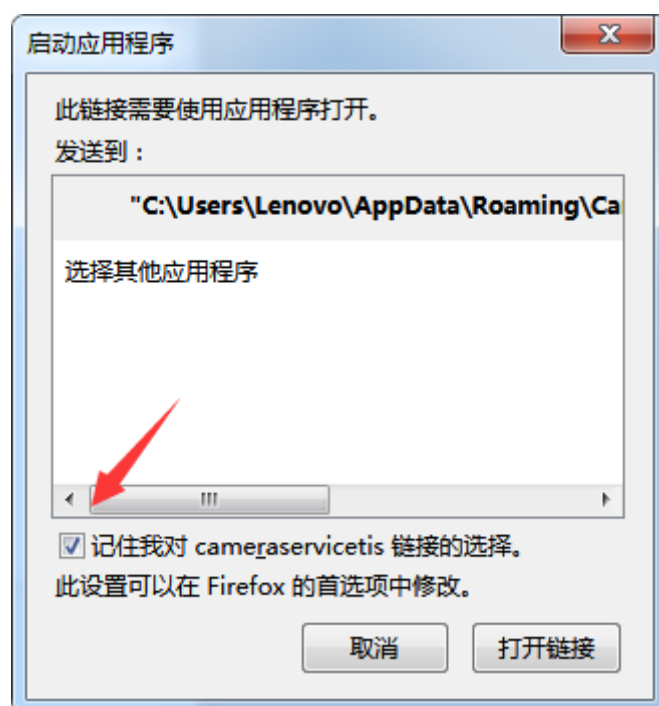 启动应用程序
此链接需要使用应用程序打开。
发送到：
"C:\Users\Lenovo\AppData\Roaming\Ca
选择其他应用程序
记住我对 cameraservicetis 链接的选择。
此设置可以在 Firefox 的首选项中修改。
取消
打开链接